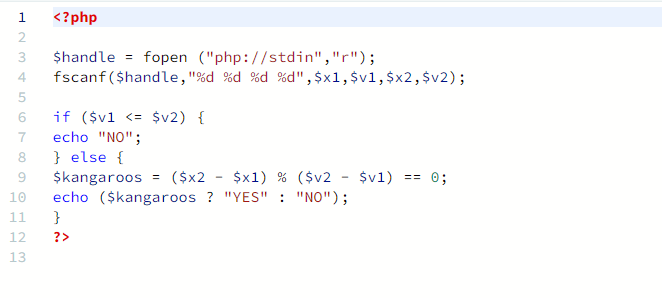 1 <?php
2
3 $handle = fopen ("php://stdin","r");
4 fscanf($handle,"%d %d %d %d",$x1,$v1,$x2,$v2);
5
6 if ($v1 <= $v2) {
7 echo "NO";
8 } else {
9 $kangaroos = ($x2 - $x1) % ($v2 - $v1) == 0;
10 echo ($kangaroos ? "YES" : "NO");
11 }
12 ?>
13